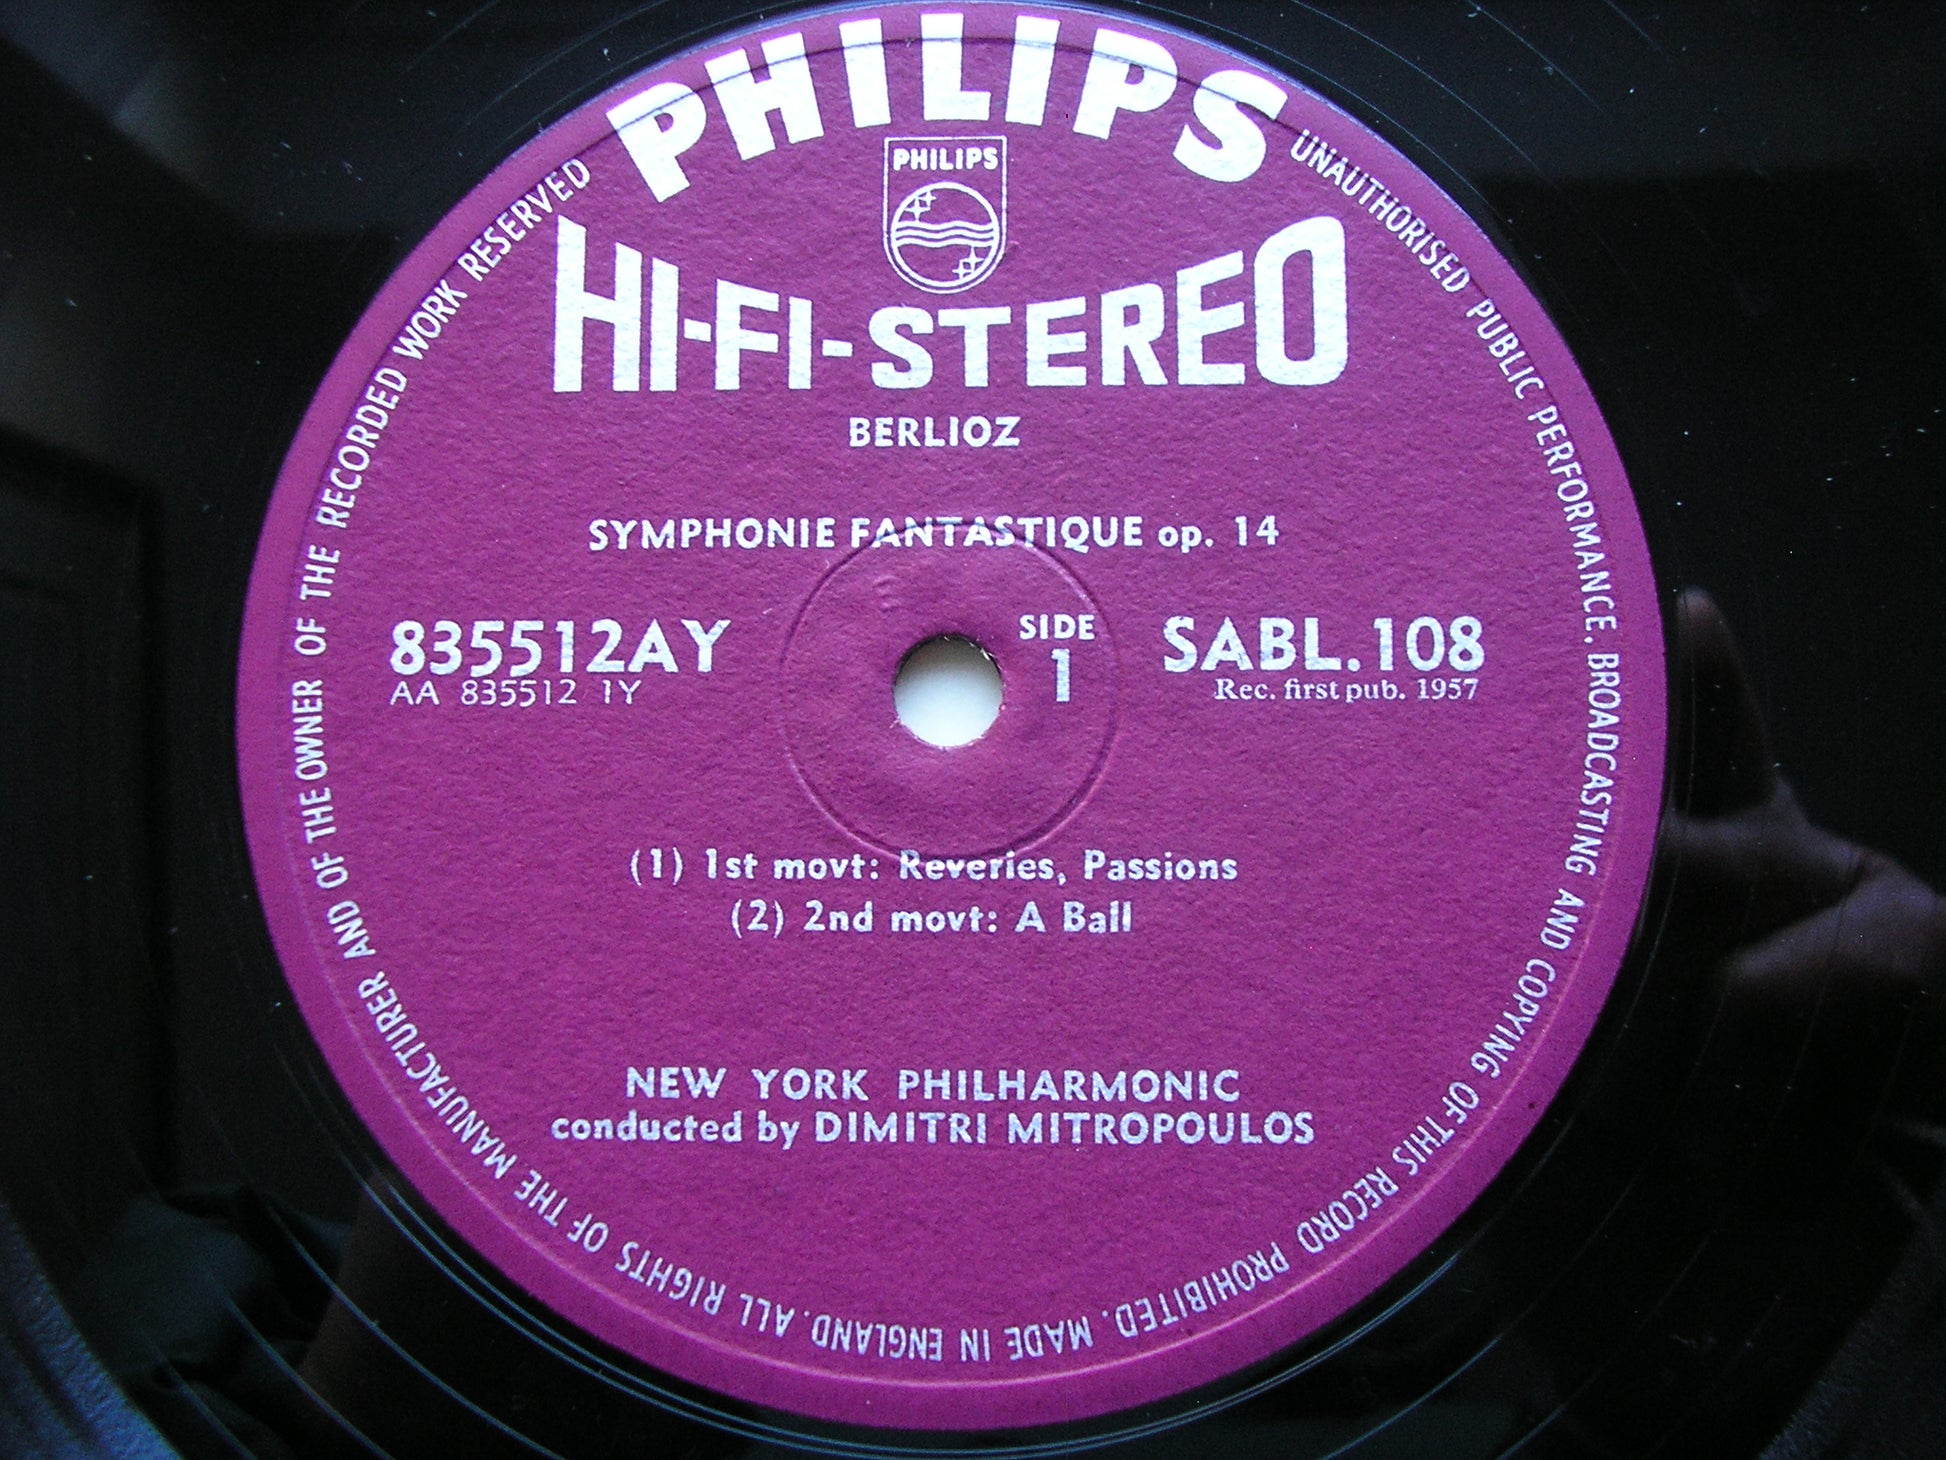 PHILIPS
PHILIPS
HI-FI-STEREO
BERLIOZ
SYMPHONIE FANTASTIQUE op. 14
835512AY
AA 835512 1Y
SIDE
1
SABL.108
Rec. first pub. 1957
(1) 1st movt: Reveries, Passions
(2) 2nd movt: A Ball
NEW YORK PHILHARMONIC
conducted by DIMITRI MITROPOULOS
UNAUTHORISED PUBLIC PERFORMANCE. BROADCASTING AND COPYING OF THIS RECORD PROHIBITED. MADE IN ENGLAND. ALL RIGHTS OF THE MANUFACTURER AND OF THE OWNER OF THE RECORDED WORK RESERVED